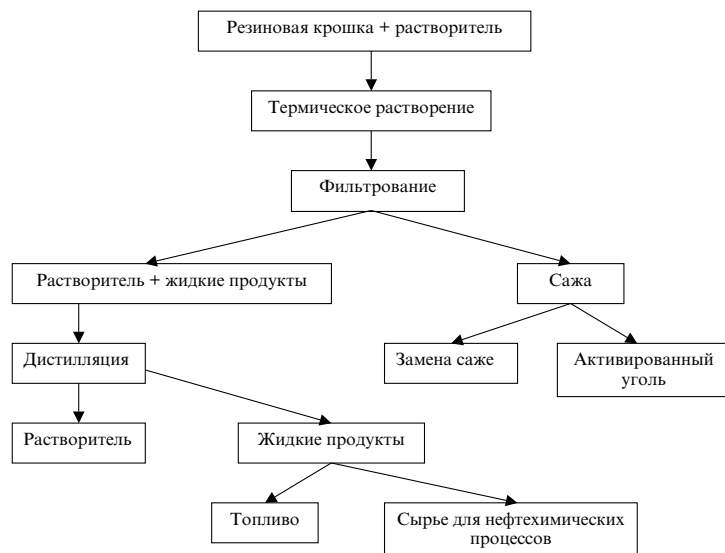 Резиновая крошка + растворитель
Термическое растворение
Фильтрование
Растворитель + жидкие продукты
Сажа
Дистилляция
Замена саже
Активированный
уголь
Растворитель
Жидкие продукты
Топливо
Сырье для нефтехимических
процессов